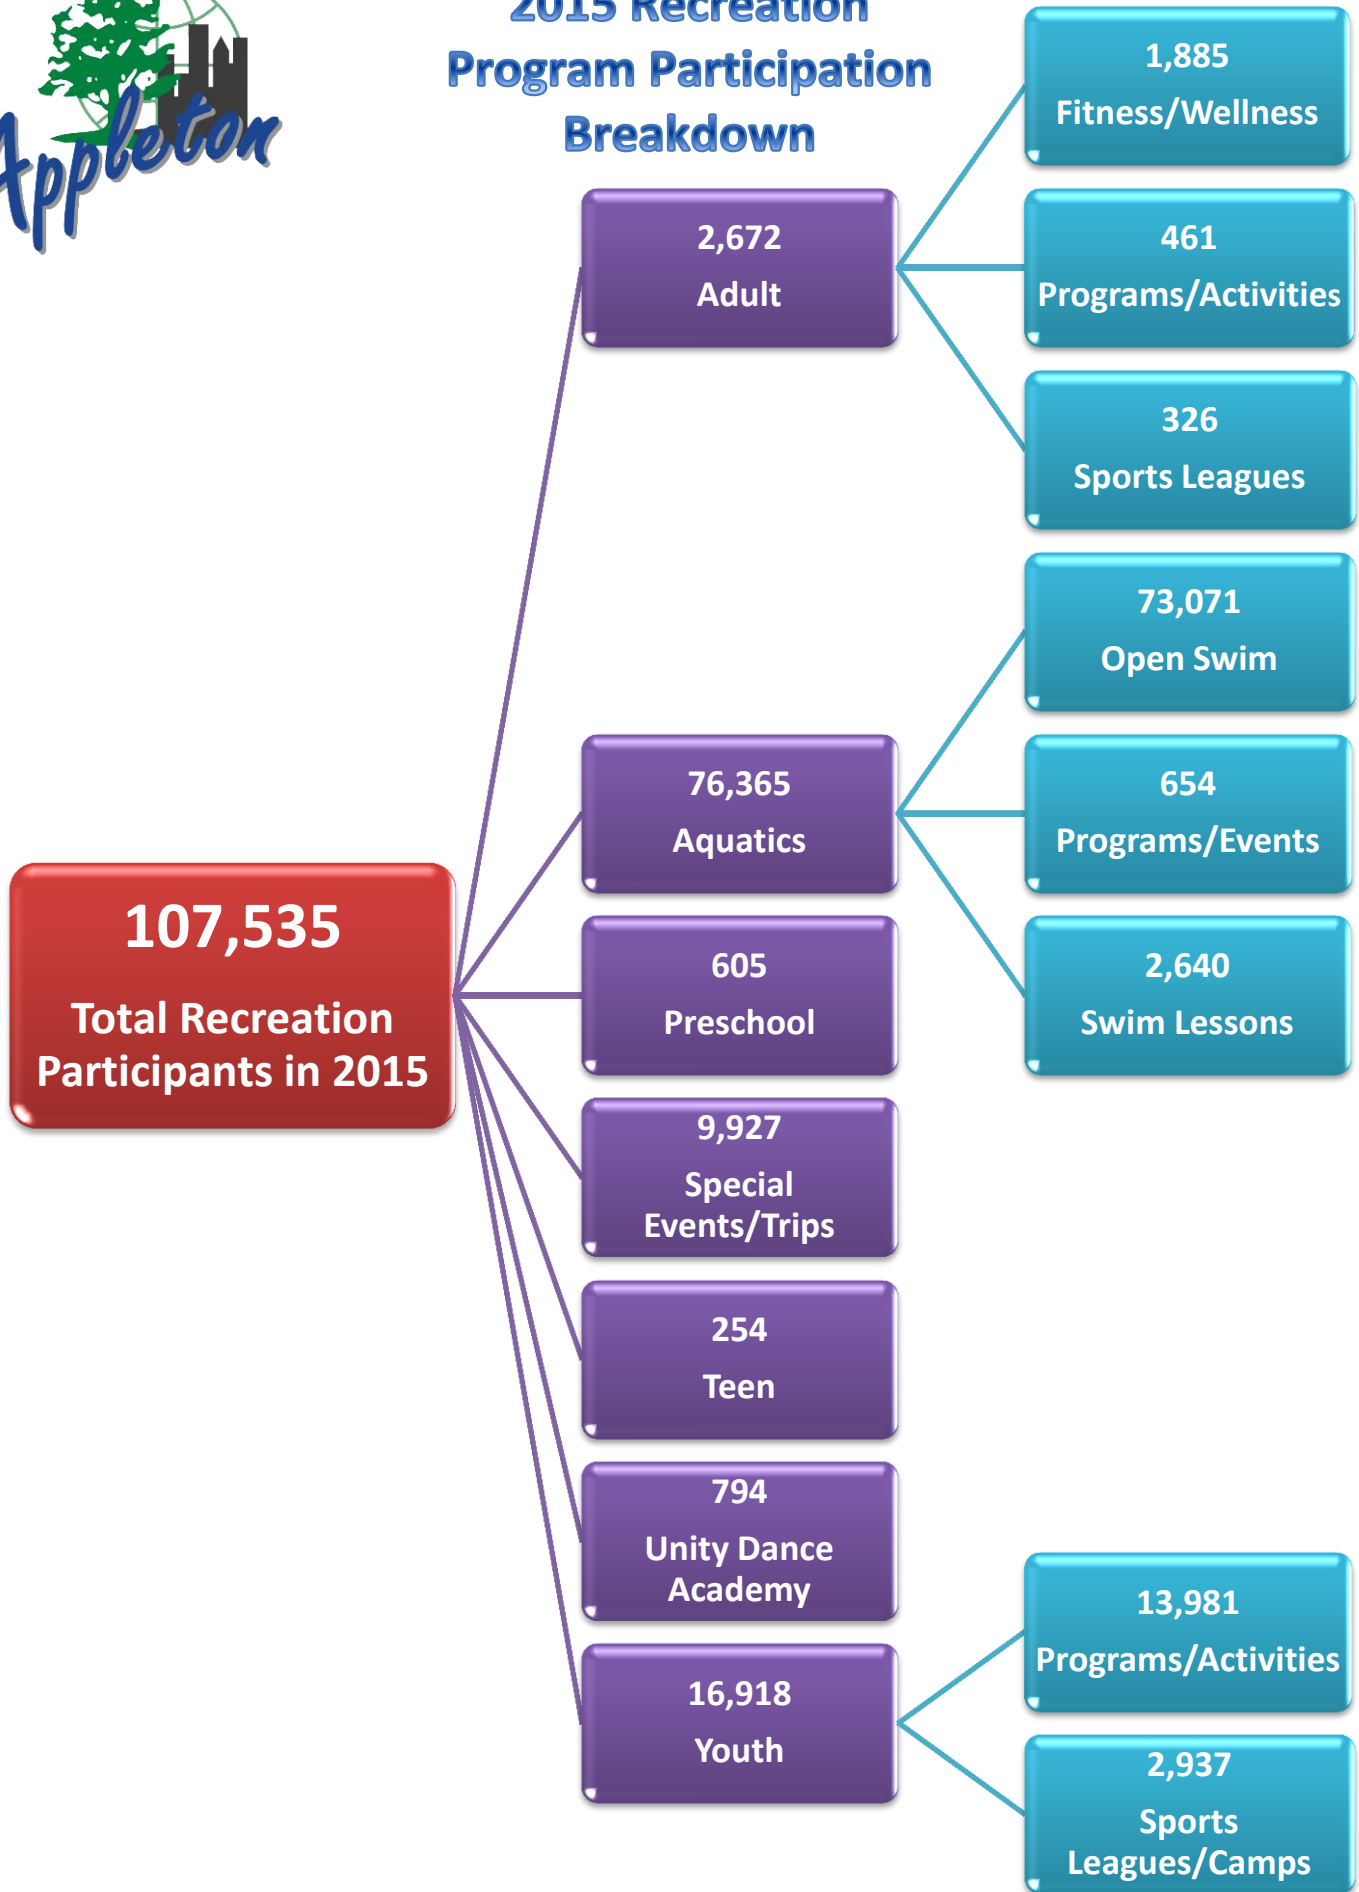 Appleton
2015 Recreation
Program Participation
Breakdown
107,535
Total Recreation
Participants in 2015
2,672
Adult
1,885
Fitness/Wellness
461
Programs/Activities
326
Sports Leagues
76,365
Aquatics
73,071
Open Swim
654
Programs/Events
2,640
Swim Lessons
605
Preschool
9,927
Special
Events/Trips
254
Teen
794
Unity Dance
Academy
16,918
Youth
13,981
Programs/Activities
2,937
Sports
Leagues/Camps